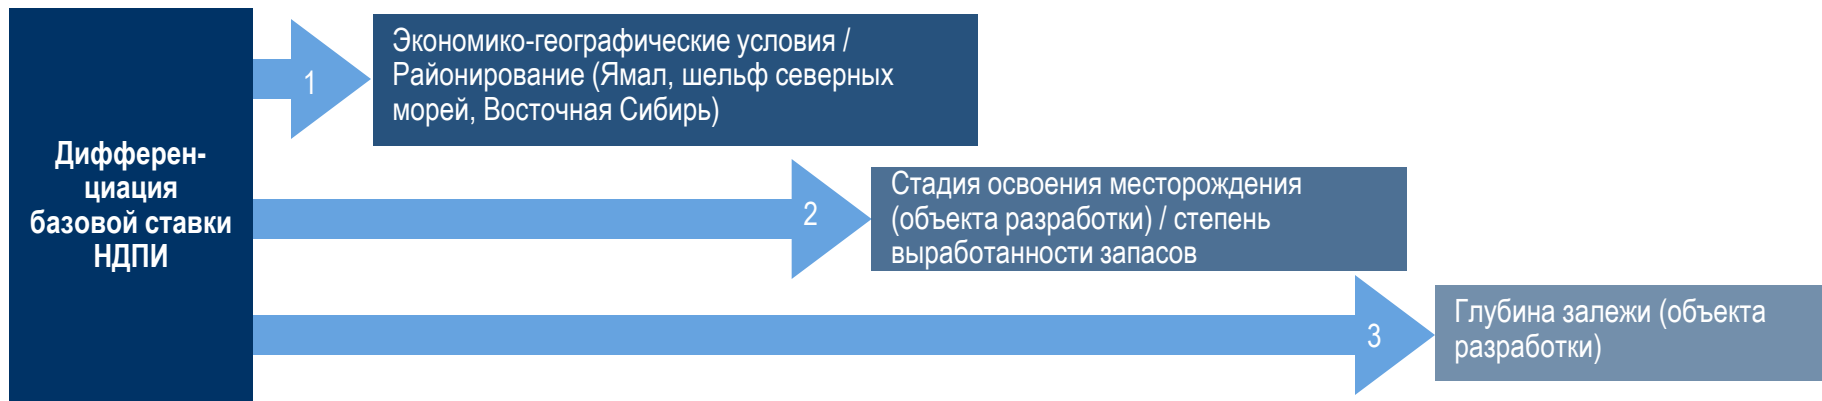 Дифферен-
циация
базовой ставки
НДПИ
1
Экономико-географические условия /
Районирование (Ямал, шельф северных
морей, Восточная Сибирь)
2
Стадия освоения месторождения
(объекта разработки) / степень
выработанности запасов
3
Глубина залежи (объекта
разработки)